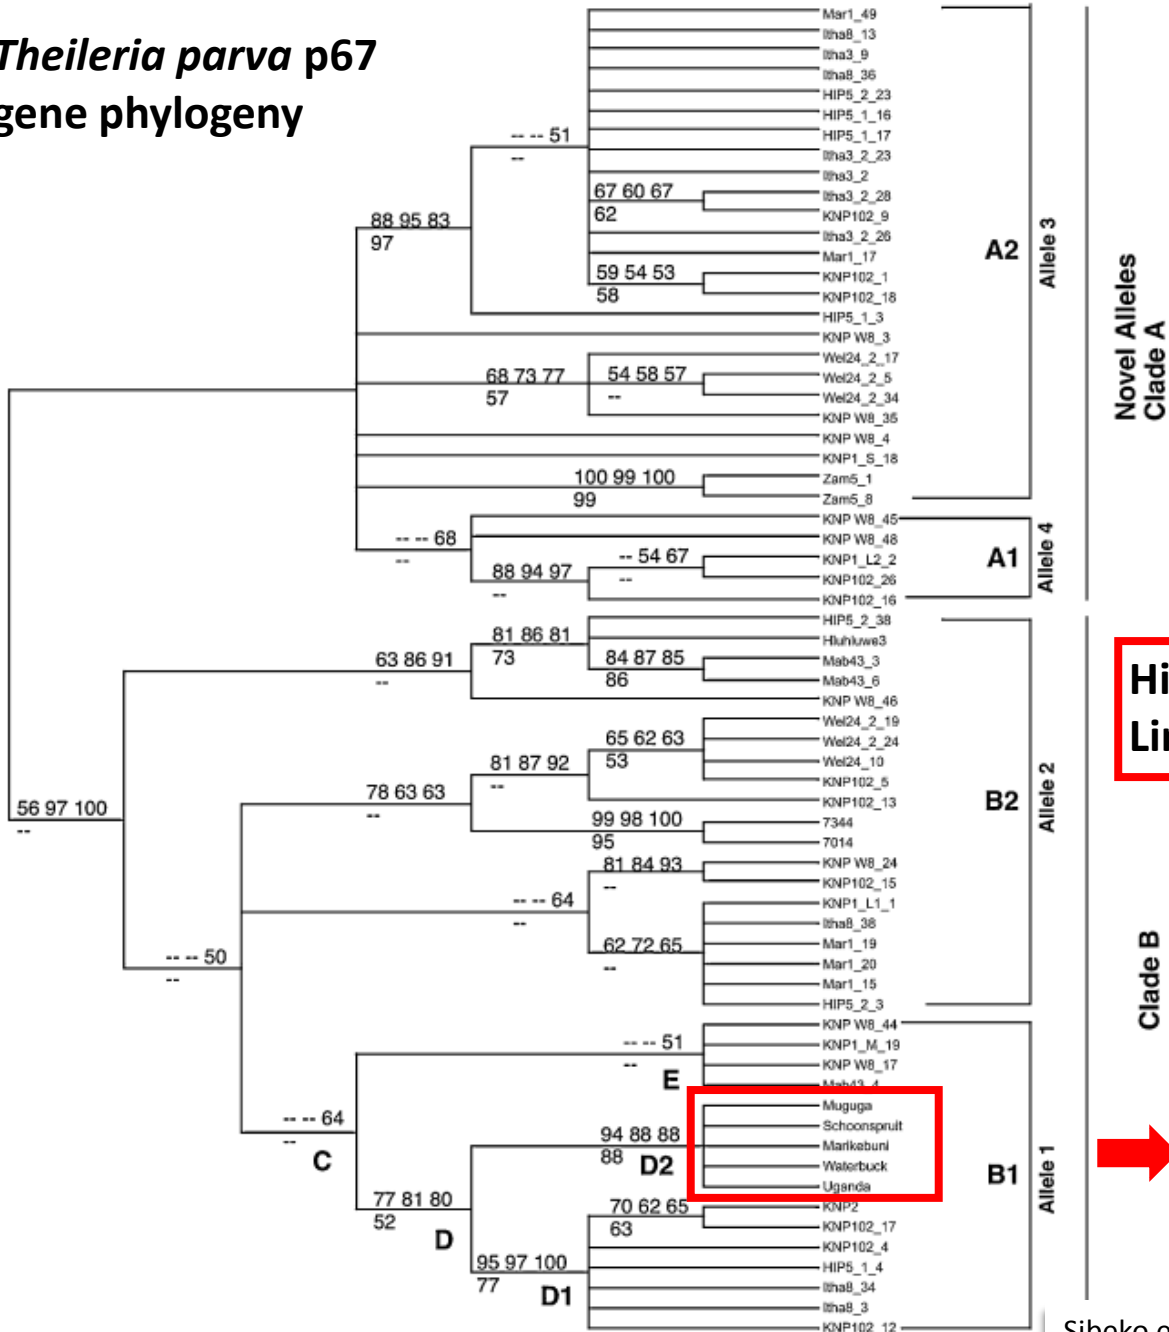 Theileria parva p67
gene phylogeny
Mar1_49
Itha8_13
Itha3_9
Itha8_36
HIP5_2_23
HIP5_1_16
HIP5_1_17
-- -- 51
--
Itha3_2_23
Itha3_2
67 60 67
62
Itha3_2_28
KNP102_9
88 95 83
97
Itha3_2_26
Mar1_17
59 54 53
58
KNP102_1
KNP102_18
HIP5_1_3
A2
Allele 3
KNP W8_3
Wel24_2_17
68 73 77
57
54 58 57
--
Wel24_2_5
Wel24_2_34
KNP W8_35
KNP W8_4
KNP1_S_18
100 99 100
99
Zam5_1
Zam5_8
Novel Alleles
Clade A
KNP W8_45
-- -- 68
--
KNP W8_48
-- 54 67
--
KNP1_L2_2
88 94 97
--
KNP102_26
KNP102_16
A1
Allele 4
HIP5_2_38
81 86 81
73
Hluhluwe3
63 86 91
--
84 87 85
86
Mab43_3
Mab43_6
KNP W8_46
Hi
Lin
Wel24_2_19
65 62 63
53
Wel24_2_24
81 87 92
--
Wel24_10
KNP102_5
78 63 63
--
KNP102_13
B2
Allele 2
56 97 100
--
99 98 100
95
7344
7014
81 84 93
--
KNP W8_24
KNP102_15
-- -- 64
--
KNP1_L1_1
Itha8_38
62 72 65
--
Mar1_19
-- -- 50
--
Mar1_20
Mar1_15
HIP5_2_3
Clade B
KNP W8_44
-- -- 51
--
E
KNP1_M_19
KNP W8_17
Mab43_4
Muguga
-- -- 64
--
C
Schoonspruit
94 88 88
88
D2
Marikebuni
Waterbuck
Uganda
B1
Allele 1
77 81 80
52
D
70 62 65
63
KNP2
KNP102_17
KNP102_4
95 97 100
77
D1
HIP5_1_4
Itha8_34
Itha8_3
KNP102_12
Sibeko e